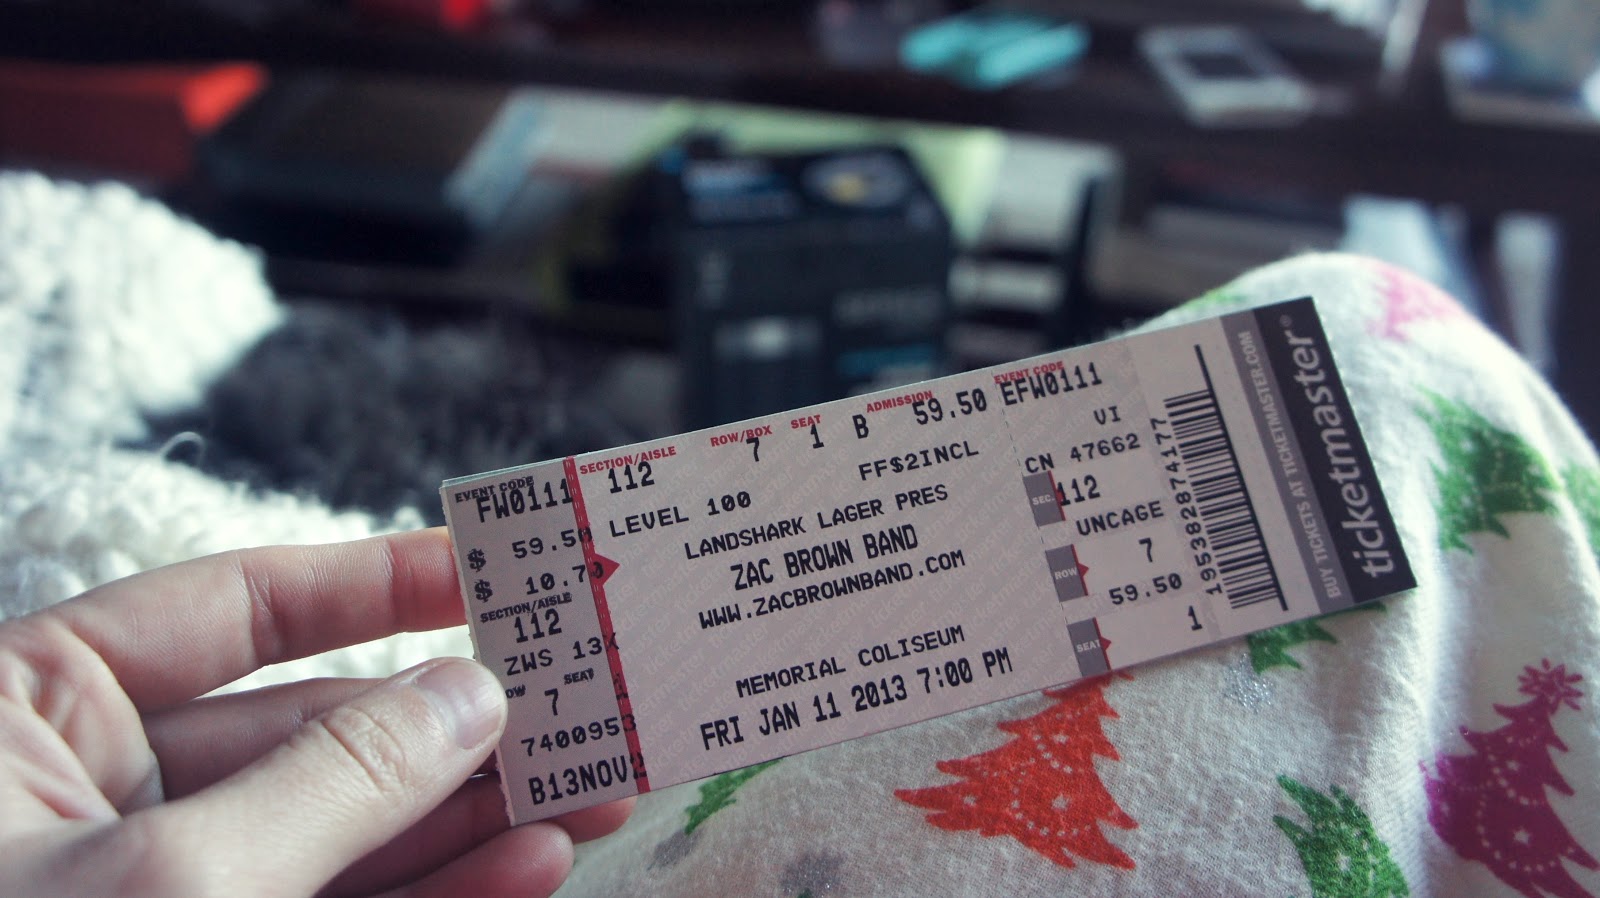 EVENT CODE
FW0111
$ 59.50
$ 10.70
SECTION/AISLE
112
ZWS 13X
SEAT
7
7400953
B13NOV2
SECTION/AISLE ROW/BOX SEAT ADMISSION EVENT CODE
112 7 1 B 59.50 EFW0111
LEVEL 100 FF$2INCL
LANDSHARK LAGER PRES
ZAC BROWN BAND
WWW.ZACBROWNBAND.COM
MEMORIAL COLISEUM
FRI JAN 11 2013 7:00 PM
VI
CN 47662
SEC. 112
UNCAGE
ROW 7
59.50
SEAT 1
195382874177
BUY TICKETS AT TICKETMASTER.COM
ticketmaster®